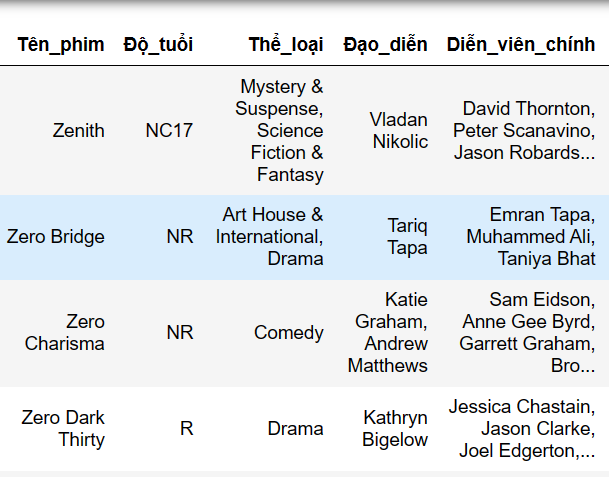 Tên_phim Độ_tuổi Thể_loại Đạo_diễn Diễn_viên_chính
Zenith NC17 Mystery & Suspense, Science Fiction & Fantasy Vladan Nikolic David Thornton, Peter Scanavino, Jason Robards...
Zero Bridge NR Art House & International, Drama Tariq Tapa Emran Tapa, Muhammed Ali, Taniya Bhat
Zero Charisma NR Comedy Katie Graham, Andrew Matthews Sam Eidson, Anne Gee Byrd, Garrett Graham, Bro...
Zero Dark Thirty R Drama Kathryn Bigelow Jessica Chastain, Jason Clarke, Joel Edgerton,...